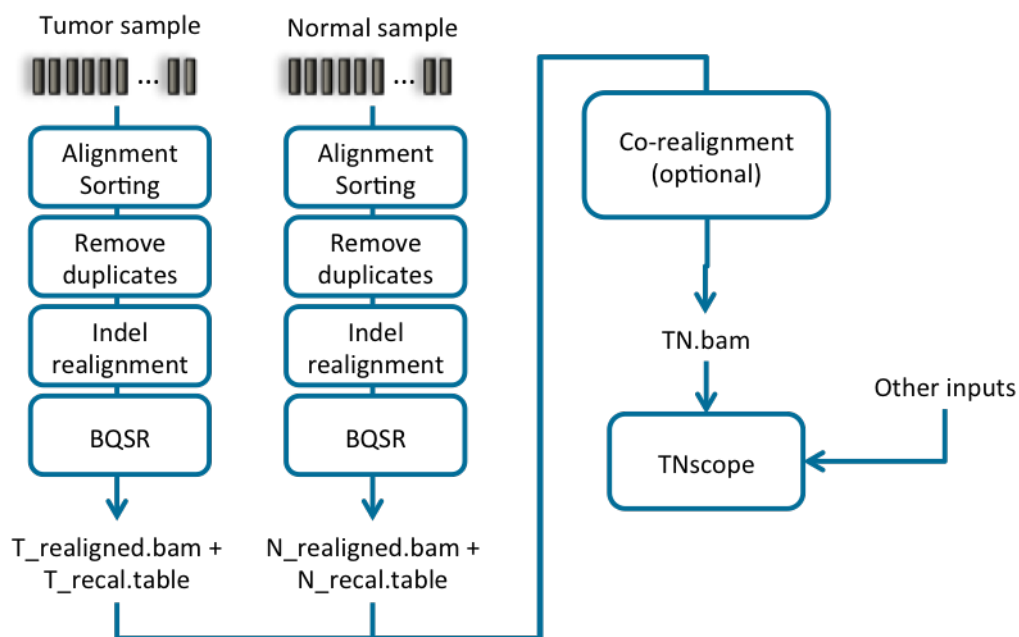 Tumor sample
...
Alignment
Sorting
Remove
duplicates
Indel
realignment
BQSR
T_realigned.bam +
T_recal.table
Normal sample
...
Alignment
Sorting
Remove
duplicates
Indel
realignment
BQSR
N_realigned.bam +
N_recal.table
Co-realignment
(optional)
TN.bam
Other inputs
TNscope